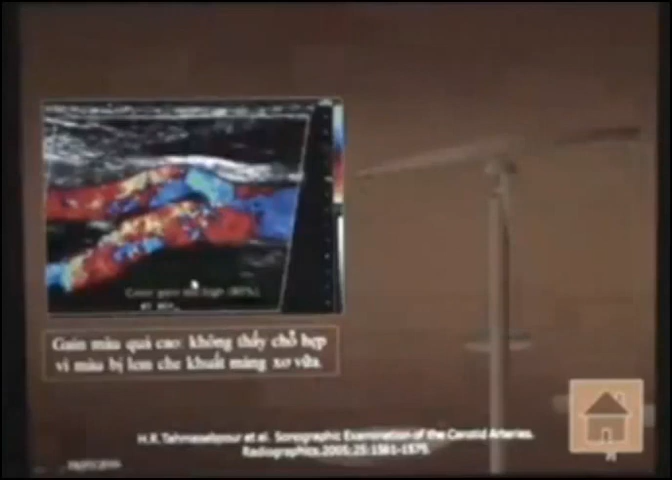 Color gain too high (80%)
Gain màu quá cao: không thấy chỗ hẹp
vì màu bị lem che khuất mảng xơ vữa.
H.R.Tahmasebpour et al. Sonographic Examination of the Carotid Arteries.
Radiographics.2005;25:1561-1575.